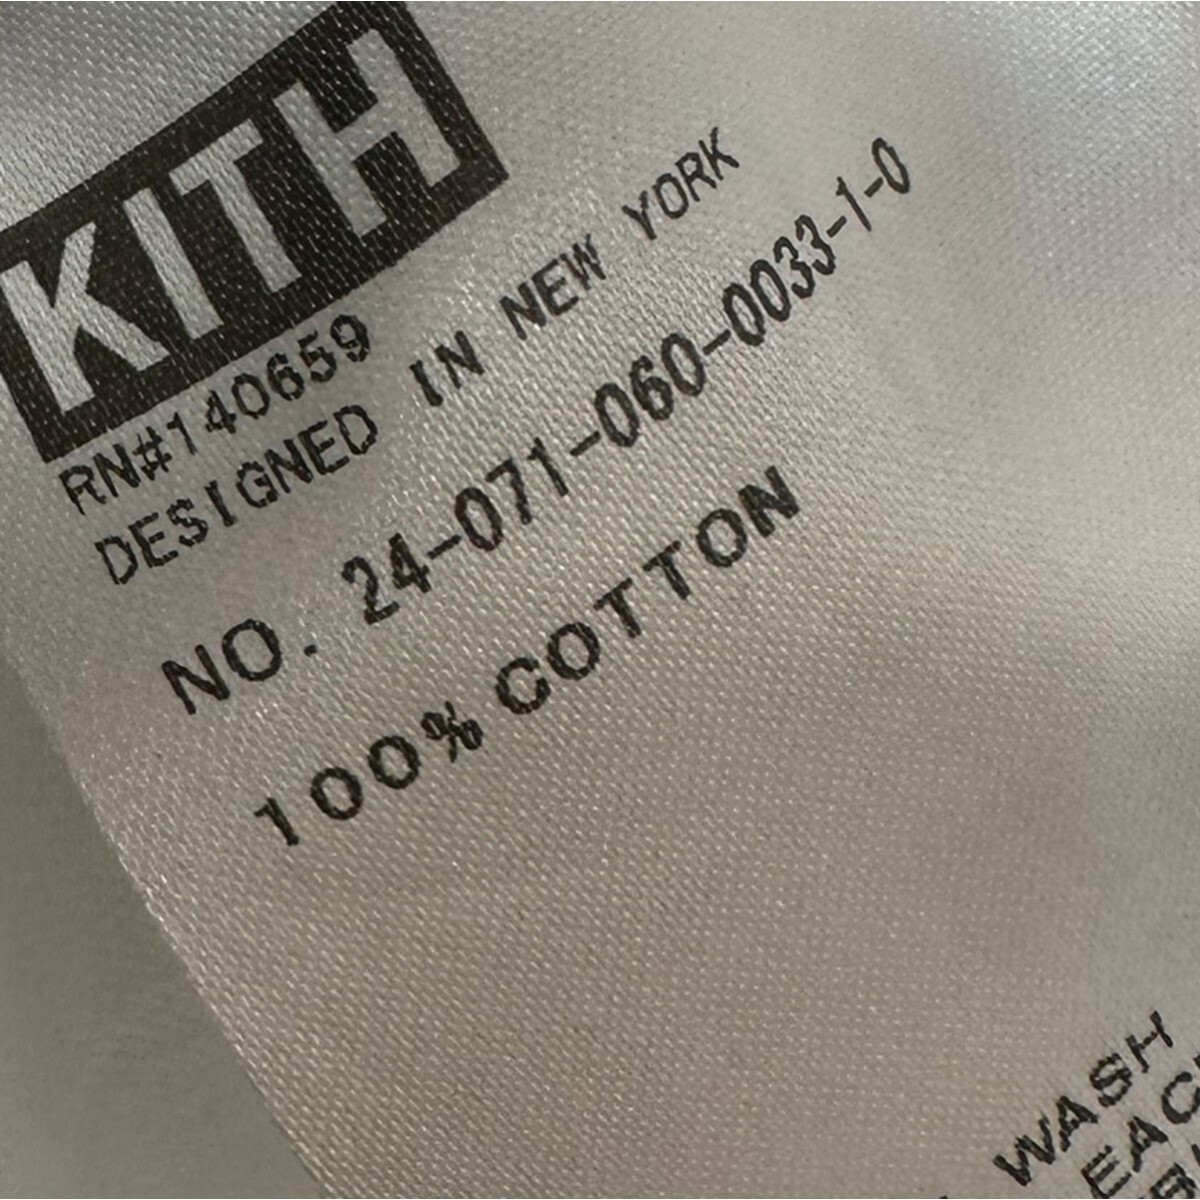 KITH
RN#140659
DESIGNED IN NEW YORK
NO. 24-071-060-0033-1-0
100% COTTON
WASH